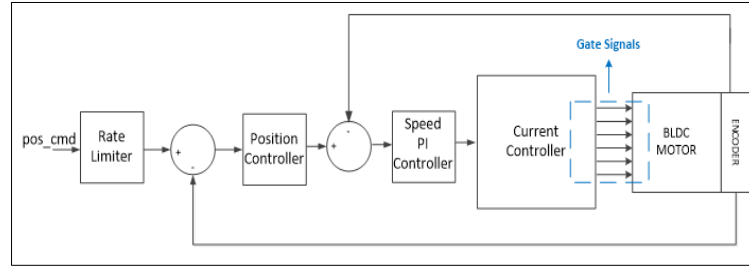 Gate Signals
pos_cmd
Rate
Limiter
+
-
Position
Controller
+
-
Speed
PI
Controller
Current
Controller
BLDC
MOTOR
ENCODER